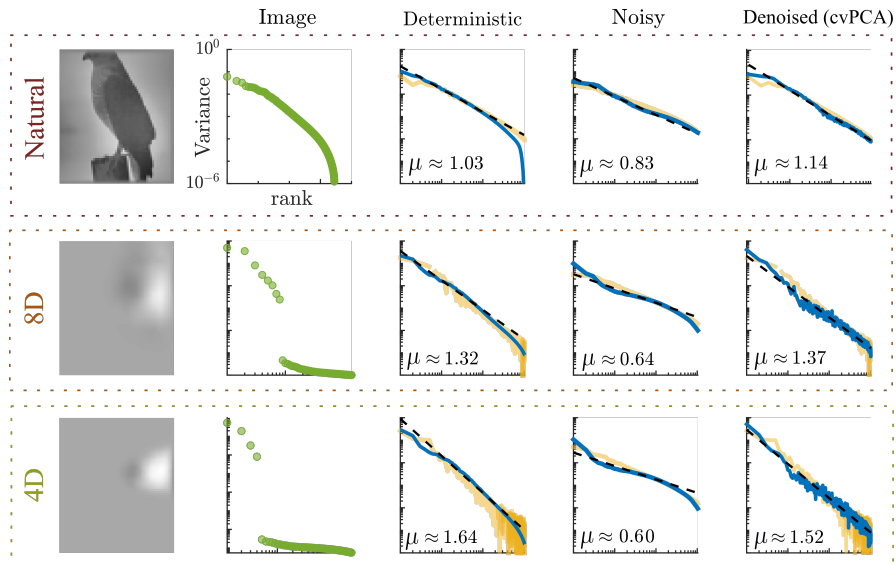 Image
Deterministic
Noisy
Denoised (cvPCA)
Natural
10^0
Variance
10^-6
rank
μ ≈ 1.03
μ ≈ 0.83
μ ≈ 1.14
8D
μ ≈ 1.32
μ ≈ 0.64
μ ≈ 1.37
4D
μ ≈ 1.64
μ ≈ 0.60
μ ≈ 1.52